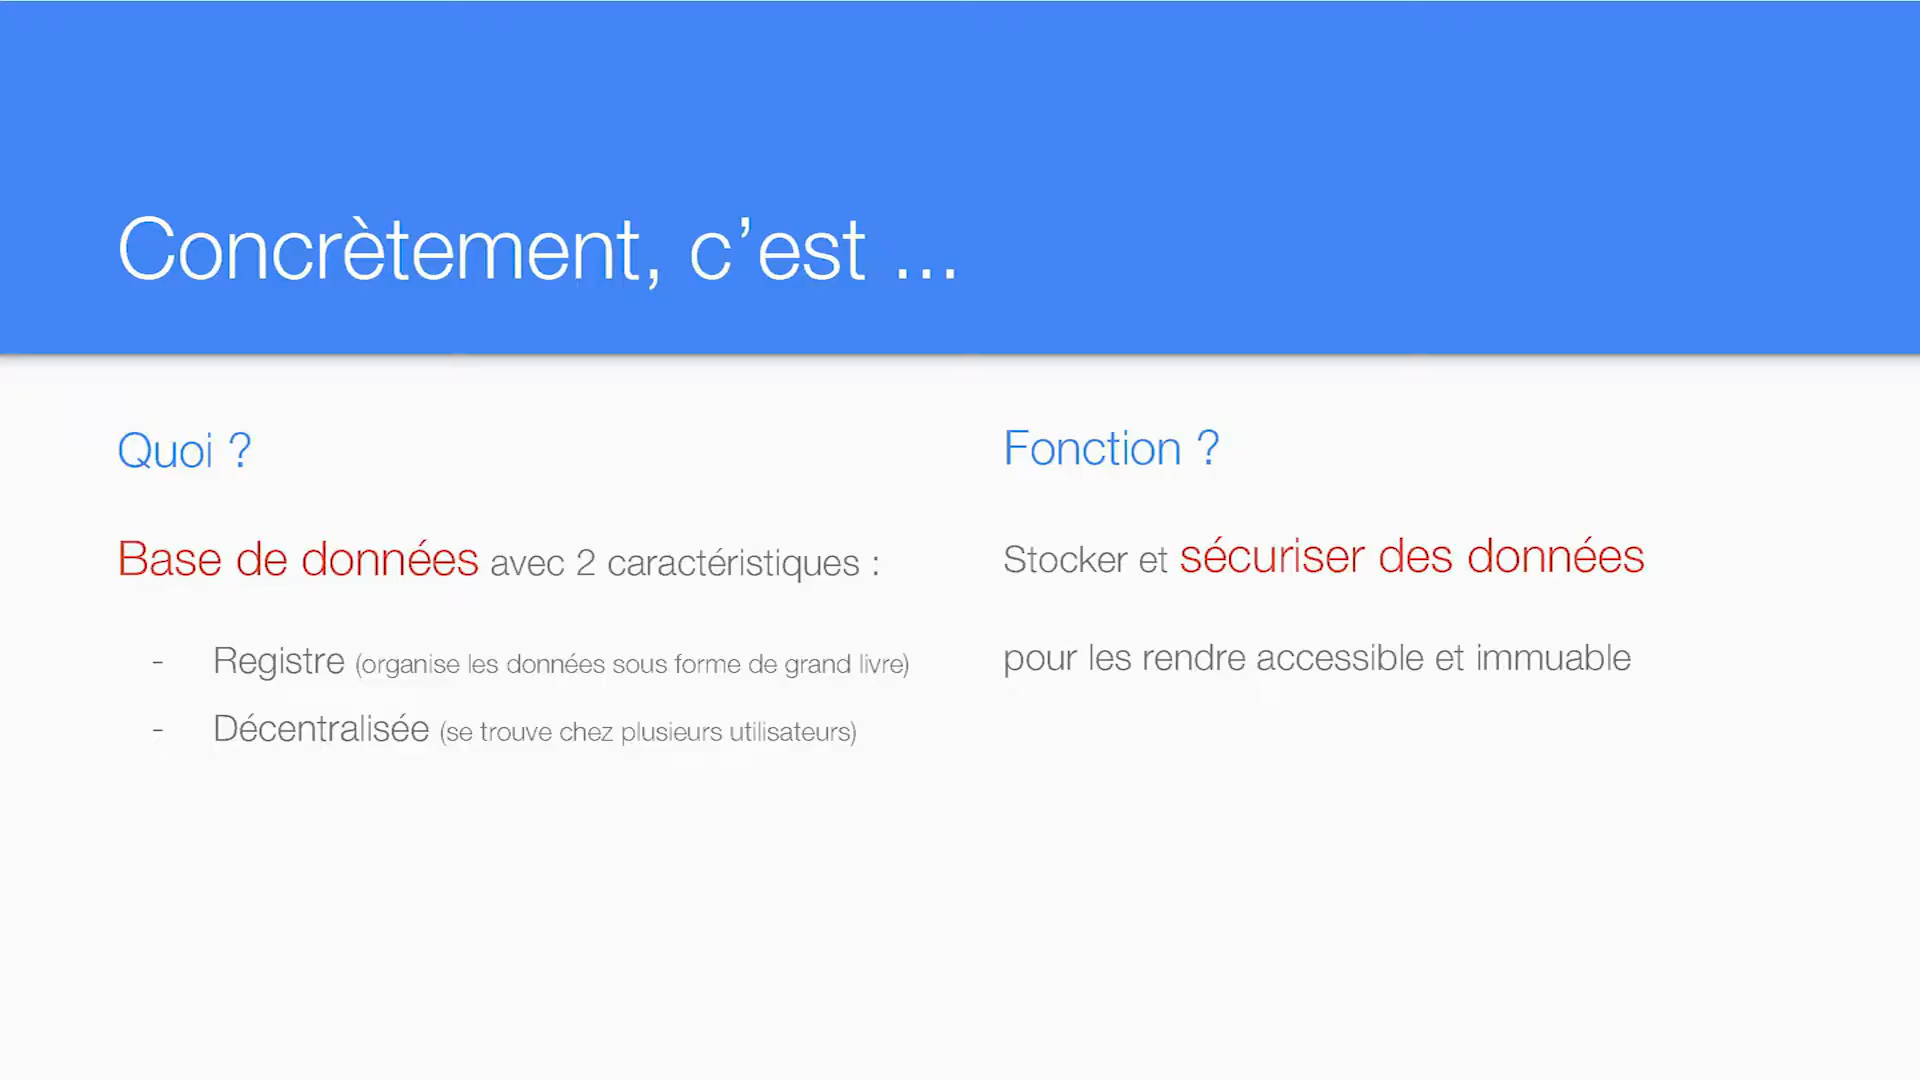 Concrètement, c’est ...
Quoi ?
Base de données avec 2 caractéristiques :
- Registre (organise les données sous forme de grand livre)
- Décentralisée (se trouve chez plusieurs utilisateurs)
Fonction ?
Stocker et sécuriser des données
pour les rendre accessible et immuable